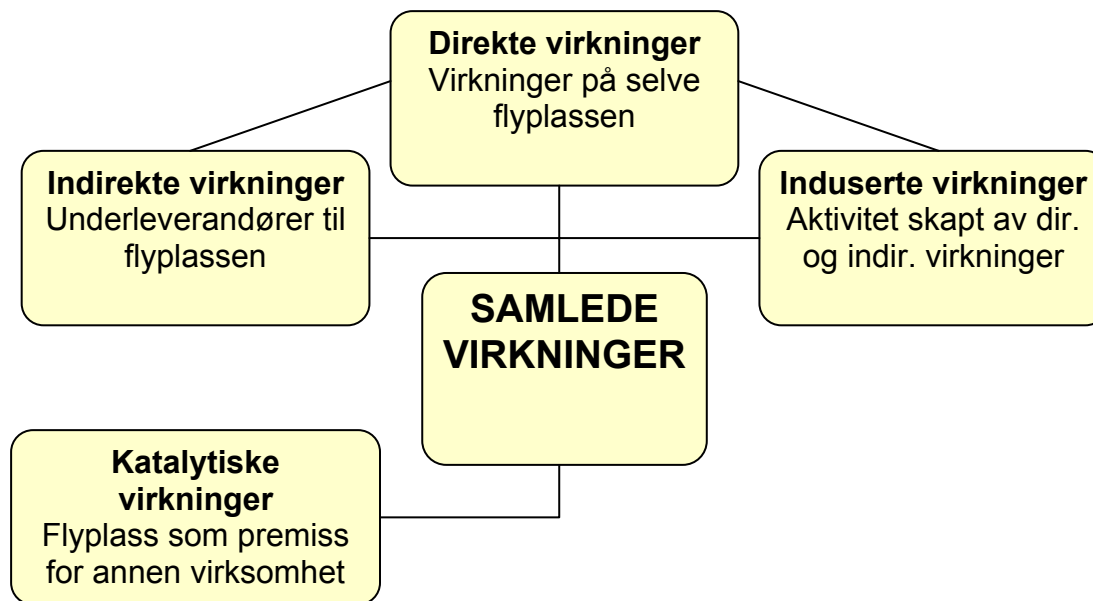 Direkte virkninger
Virkninger på selve
flyplassen
Indirekte virkninger
Underleverandører til
flyplassen
Induserte virkninger
Aktivitet skapt av dir.
og indir. virkninger
SAMLEDE
VIRKNINGER
Katalytiske
virkninger
Flyplass som premiss
for annen virksomhet